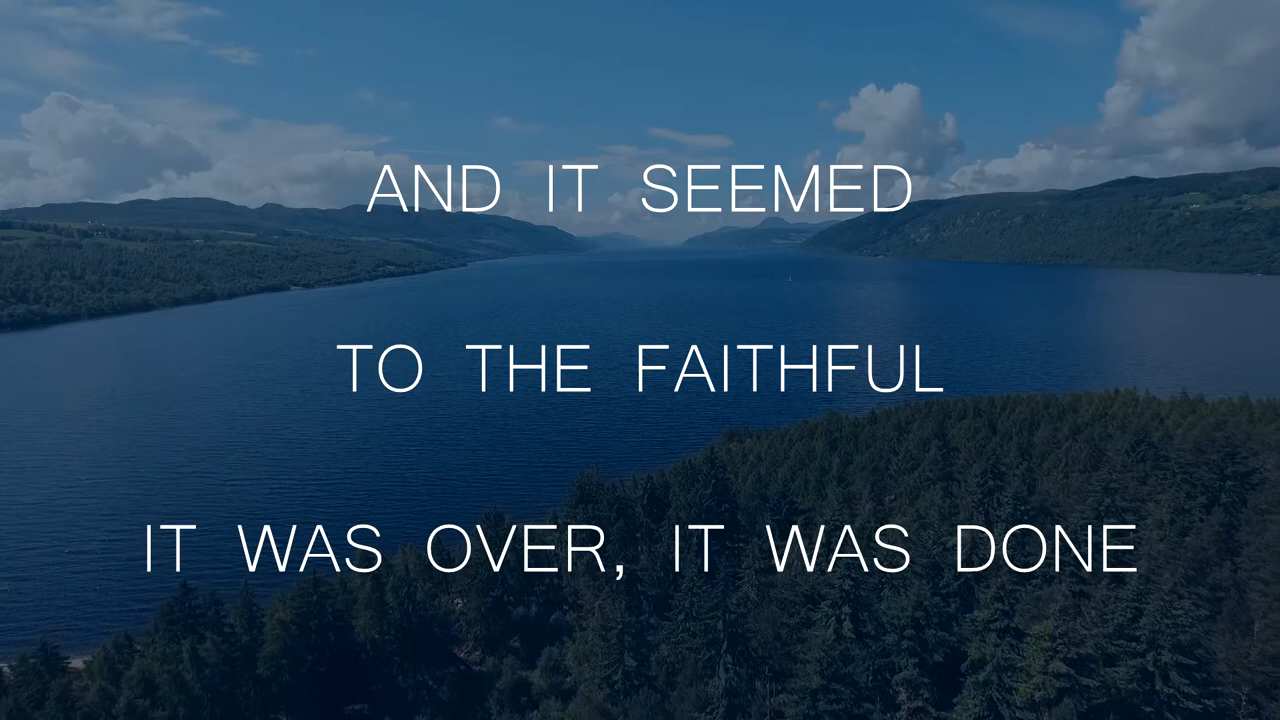 AND IT SEEMED
TO THE FAITHFUL
IT WAS OVER, IT WAS DONE